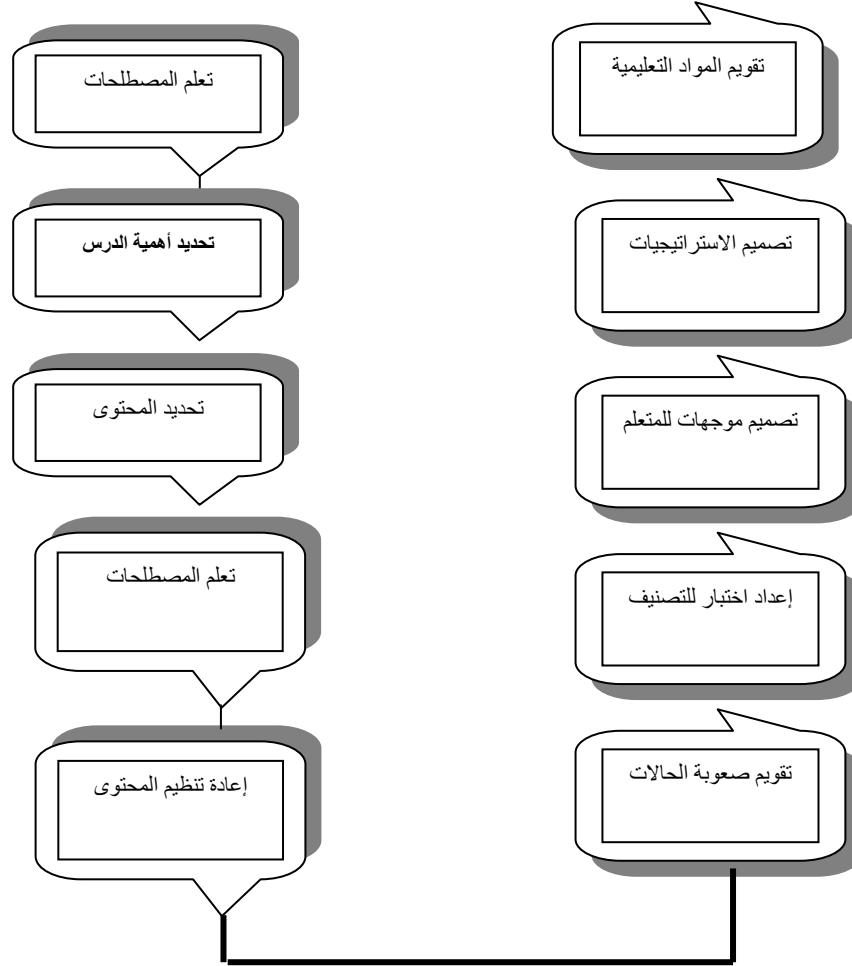 تعلم المصطلحات
تحديد أهمية الدرس
تحديد المحتوى
تعلم المصطلحات
إعادة تنظيم المحتوى
تقويم المواد التعليمية
تصميم الاستراتيجيات
تصميم موجهات للمتعلم
إعداد اختبار للتصنيف
تقويم صعوبة الحالات